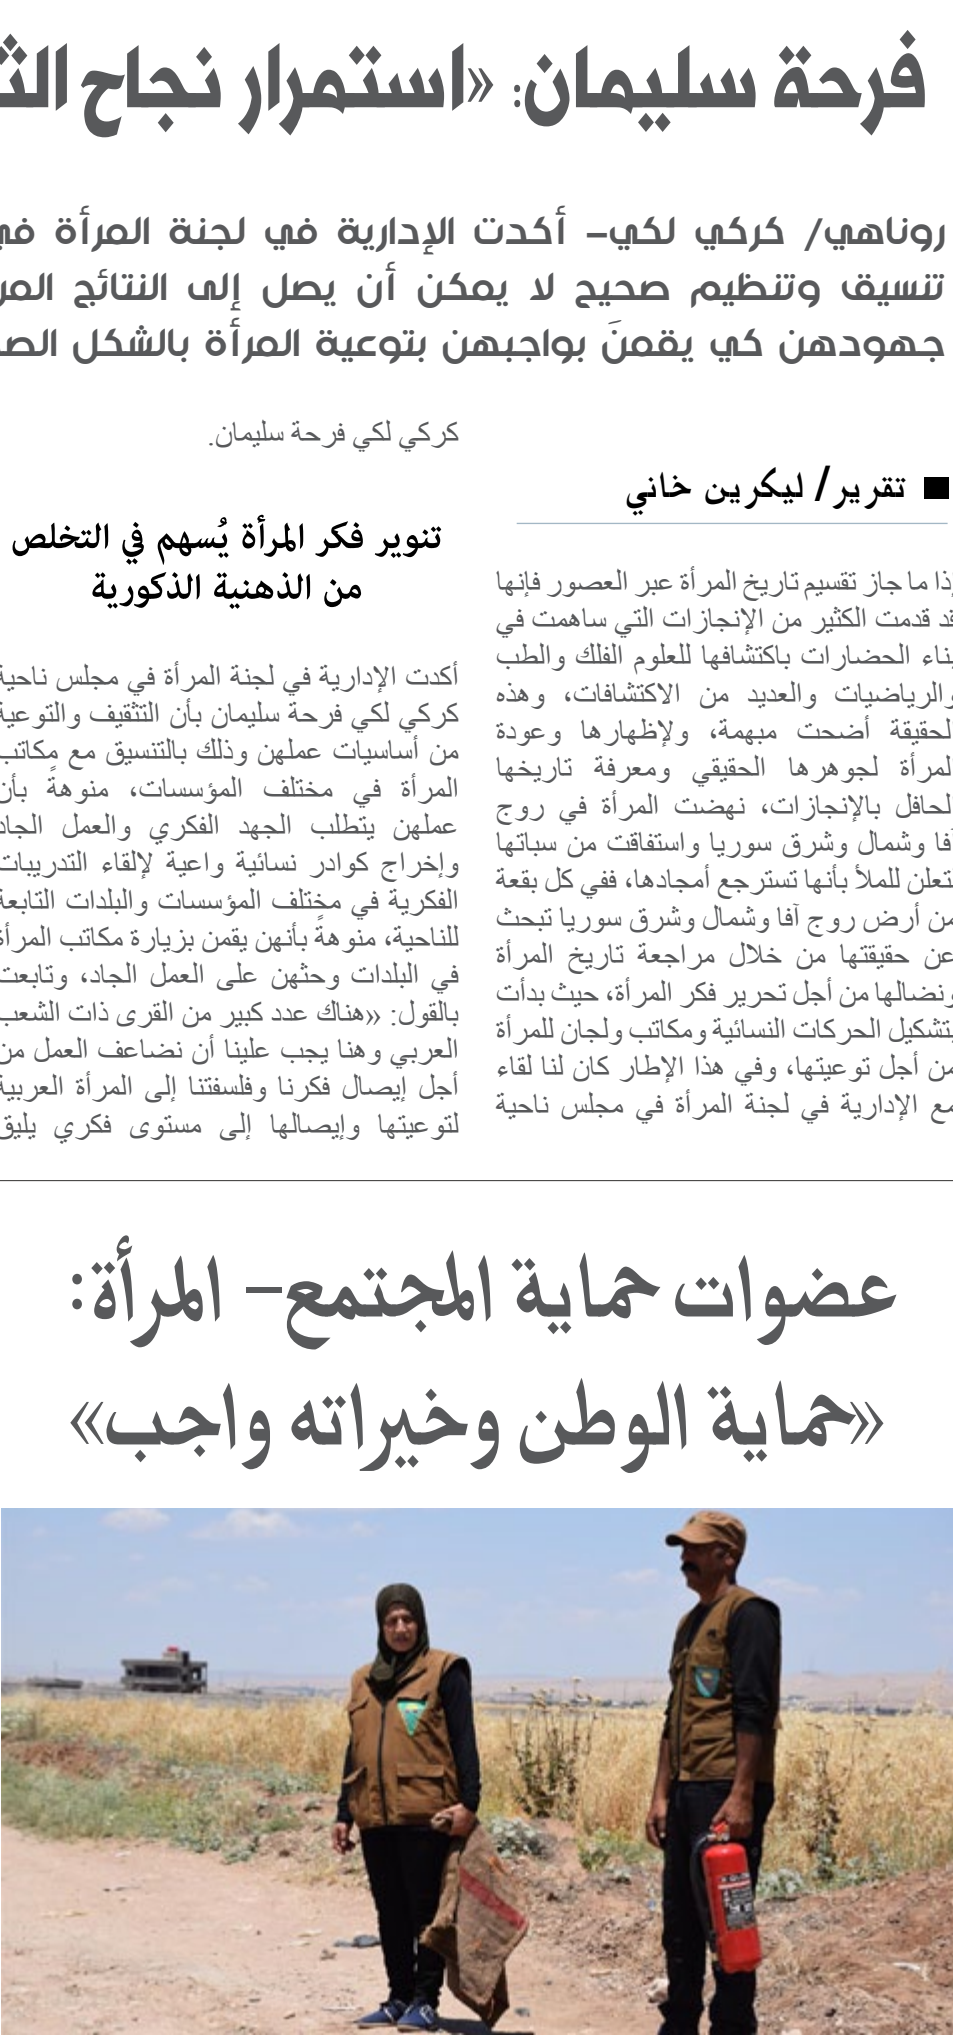 فرحة سليمان: «استمرار نجاح
روناهي/ كركي لكي– أكدت الإدارية في لجنة المرأة في
تنسيق وتنظيم صحيح لا يمكن أن يصل إلى النتائج
جهودهن كي يقمنَ بواجبهن بتوعية المرأة بالشكل
■ تقرير/ ليكرين خاني
إذا ما جاز تقسيم تاريخ المرأة عبر العصور فإنها
قد قدمت الكثير من الإنجازات التي ساهمت في
بناء الحضارات باكتشافها للعلوم الفلك والطب
والرياضيات والعديد من الاكتشافات، وهذه
الحقيقة أضحت مبهمة، ولإظهارها وعودة
المرأة لجوهرها الحقيقي ومعرفة تاريخها
الحافل بالإنجازات، نهضت المرأة في روج
آفا وشمال وشرق سوريا واستفاقت من سباتها
لتعلن للملأ بأنها تسترجع أمجادها، ففي كل بقعة
من أرض روج آفا وشمال وشرق سوريا تبحث
عن حقيقتها من خلال مراجعة تاريخ المرأة
ونضالها من أجل تحرير فكر المرأة، حيث بدأت
بتشكيل الحركات النسائية ومكاتب ولجان للمرأة
من أجل توعيتها، وفي هذا الإطار كان لنا لقاء
مع الإدارية في لجنة المرأة في مجلس ناحية
كركي لكي فرحة سليمان.
تنوير فكر المرأة يُسهم في التخلص
من الذهنية الذكورية
أكدت الإدارية في لجنة المرأة في مجلس ناحية
كركي لكي فرحة سليمان بأن التثقيف والتوعية
من أساسيات عملهن وذلك بالتنسيق مع مكاتب
المرأة في مختلف المؤسسات، منوهةً بأن
عملهن يتطلب الجهد الفكري والعمل الجاد
وإخراج كوادر نسائية واعية لإلقاء التدريبات
الفكرية في مختلف المؤسسات والبلدات التابعة
للناحية، منوهةً بأنهن يقمن بزيارة مكاتب المرأة
في البلدات وحثهن على العمل الجاد، وتابعت
بالقول: «هناك عدد كبير من القرى ذات الشعب
العربي وهنا يجب علينا أن نضاعف العمل من
أجل إيصال فكرنا وفلسفتنا إلى المرأة العربية
لتوعيتها وإيصالها إلى مستوى فكري يليق
عضوات حماية المجتمع– المرأة:
«حماية الوطن وخيراته واجب»